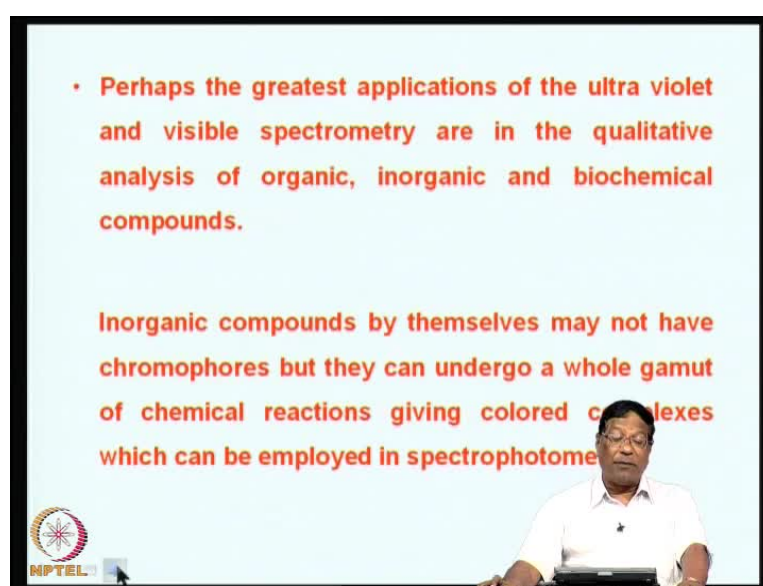 • Perhaps the greatest applications of the ultra violet
and visible spectrometry are in the qualitative
analysis of organic, inorganic and biochemical
compounds.
Inorganic compounds by themselves may not have
chromophores but they can undergo a whole gamut
of chemical reactions giving colored
which can be employed in
NPTEL